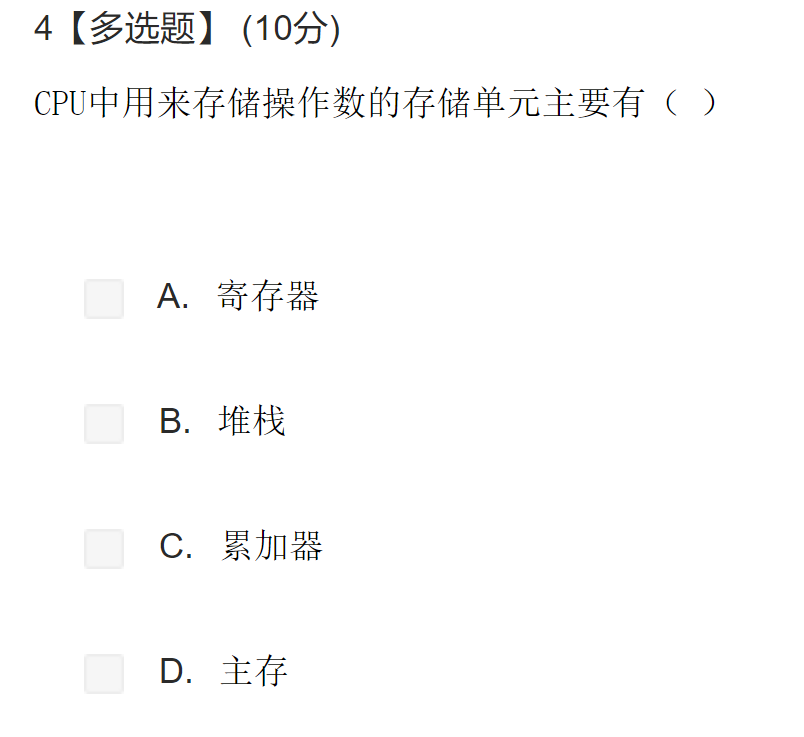 4【多选题】 (10分)
CPU中用来存储操作数的存储单元主要有（ ）
A. 寄存器
B. 堆栈
C. 累加器
D. 主存